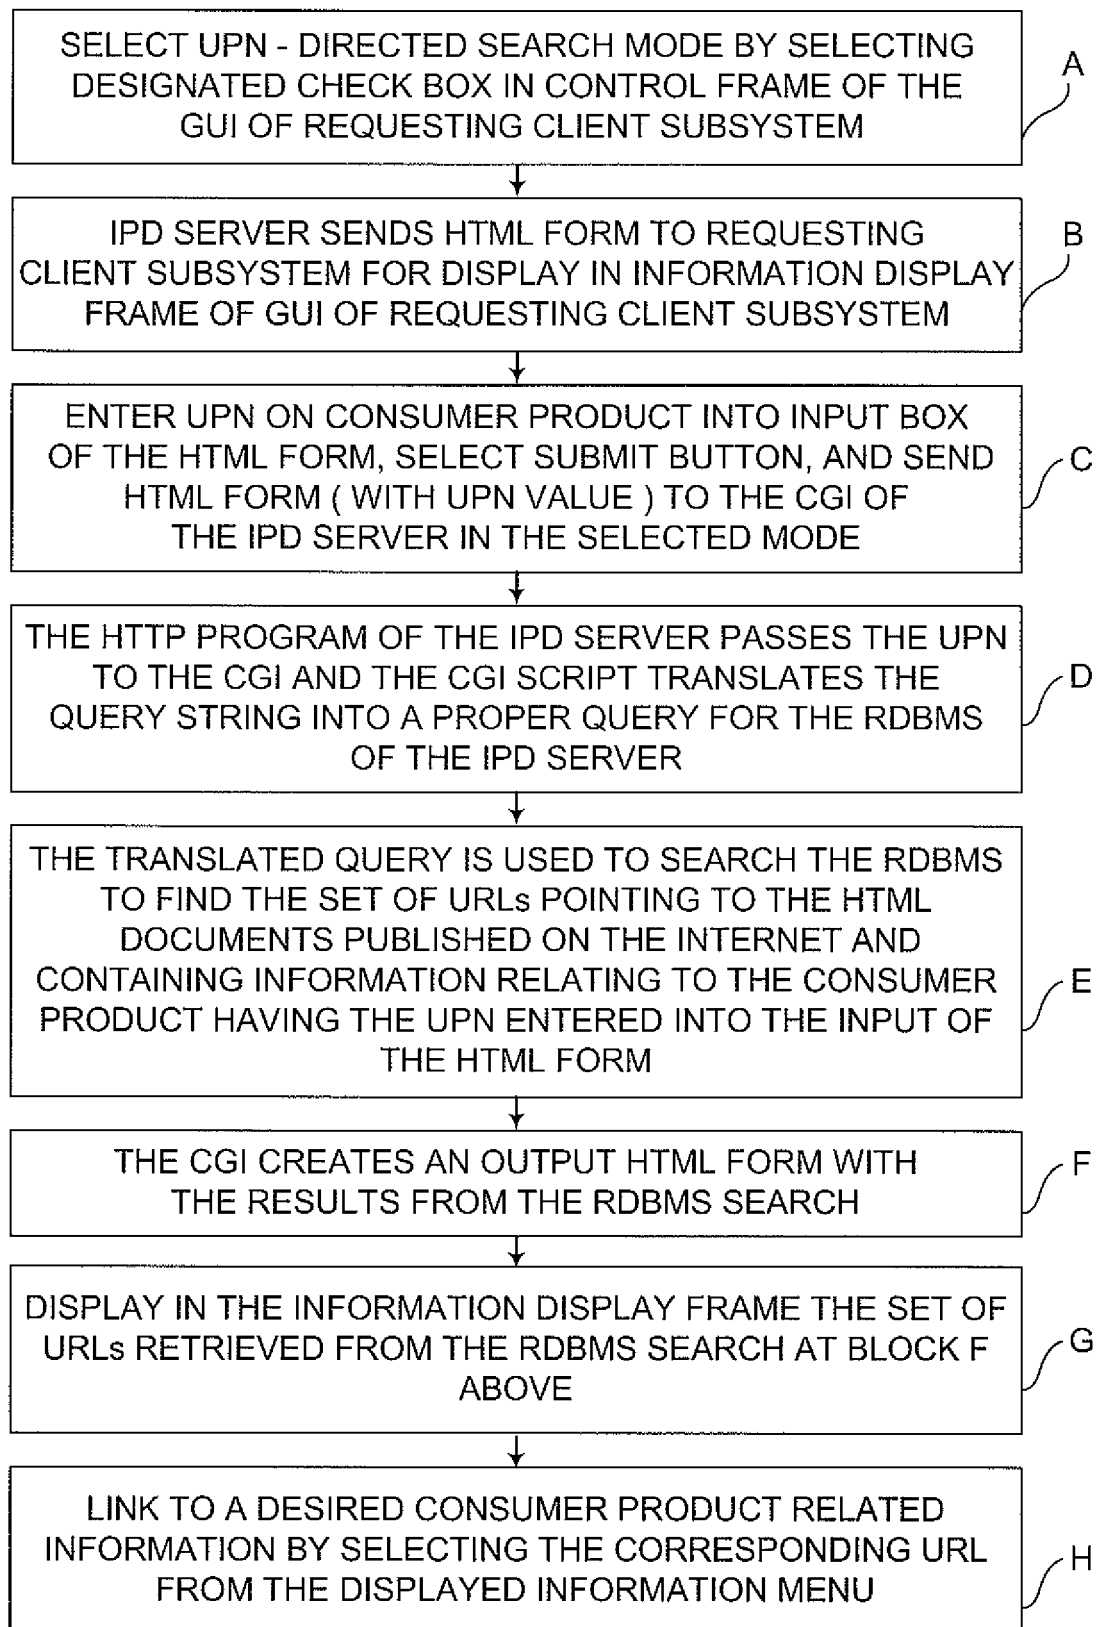 SELECT UPN - DIRECTED SEARCH MODE BY SELECTING
DESIGNATED CHECK BOX IN CONTROL FRAME OF THE
GUI OF REQUESTING CLIENT SUBSYSTEM
A
IPD SERVER SENDS HTML FORM TO REQUESTING
CLIENT SUBSYSTEM FOR DISPLAY IN INFORMATION DISPLAY
FRAME OF GUI OF REQUESTING CLIENT SUBSYSTEM
B
ENTER UPN ON CONSUMER PRODUCT INTO INPUT BOX
OF THE HTML FORM, SELECT SUBMIT BUTTON, AND SEND
HTML FORM ( WITH UPN VALUE ) TO THE CGI OF
THE IPD SERVER IN THE SELECTED MODE
C
THE HTTP PROGRAM OF THE IPD SERVER PASSES THE UPN
TO THE CGI AND THE CGI SCRIPT TRANSLATES THE
QUERY STRING INTO A PROPER QUERY FOR THE RDBMS
OF THE IPD SERVER
D
THE TRANSLATED QUERY IS USED TO SEARCH THE RDBMS
TO FIND THE SET OF URLs POINTING TO THE HTML
DOCUMENTS PUBLISHED ON THE INTERNET AND
CONTAINING INFORMATION RELATING TO THE CONSUMER
PRODUCT HAVING THE UPN ENTERED INTO THE INPUT OF
THE HTML FORM
E
THE CGI CREATES AN OUTPUT HTML FORM WITH
THE RESULTS FROM THE RDBMS SEARCH
F
DISPLAY IN THE INFORMATION DISPLAY FRAME THE SET OF
URLs RETRIEVED FROM THE RDBMS SEARCH AT BLOCK F
ABOVE
G
LINK TO A DESIRED CONSUMER PRODUCT RELATED
INFORMATION BY SELECTING THE CORRESPONDING URL
FROM THE DISPLAYED INFORMATION MENU
H